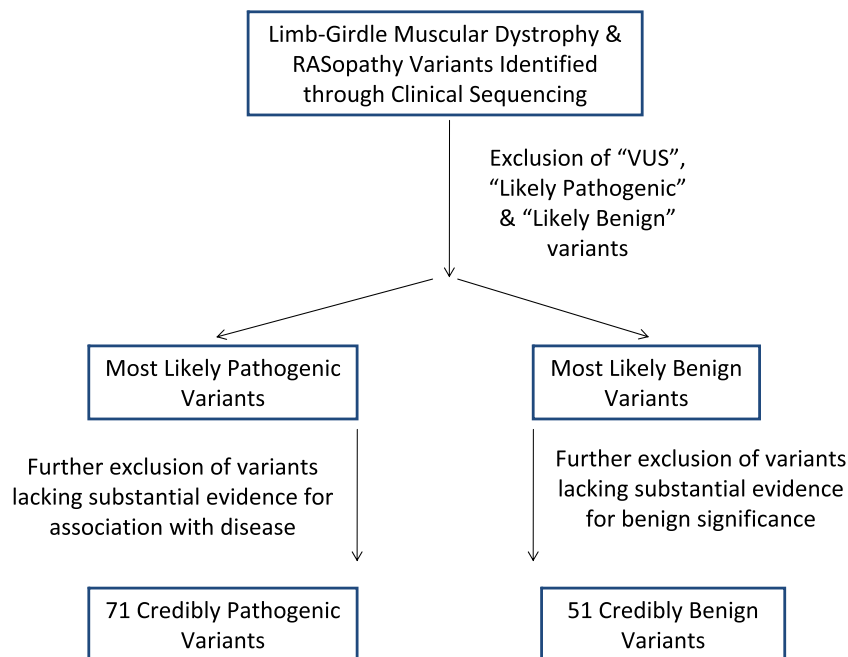 Limb-Girdle Muscular Dystrophy &
RASopathy Variants Identified
through Clinical Sequencing
Exclusion of “VUS”,
“Likely Pathogenic”
& “Likely Benign”
variants
Most Likely Pathogenic
Variants
Most Likely Benign
Variants
Further exclusion of variants
lacking substantial evidence for
association with disease
Further exclusion of variants
lacking substantial evidence
for benign significance
71 Credibly Pathogenic
Variants
51 Credibly Benign
Variants